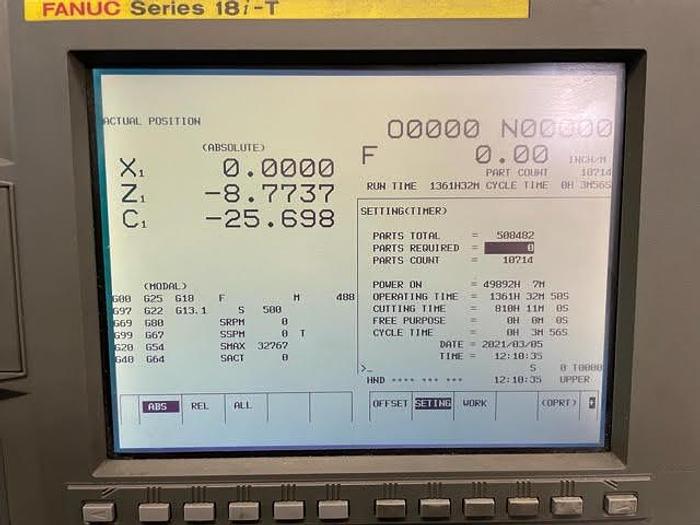 FANUC Series 18i-T
ACTUAL POSITION
O0000 N00000
(ABSOLUTE)
F 0.00 INCH/M
X1 0.0000
PART COUNT 10714
RUN TIME 1361H32M CYCLE TIME 0H 3M56S
Z1 -8.7737
C1 -25.698
SETTING(TIMER)
PARTS TOTAL = 508482
PARTS REQUIRED = 0
PARTS COUNT = 10714
POWER ON = 49892H 7M
OPERATING TIME = 1361H 32M 50S
CUTTING TIME = 810H 11M 0S
FREE PURPOSE = 0H 0M 0S
CYCLE TIME = 0H 3M 56S
DATE = 2021/03/05
TIME = 12:10:35
(MODAL)
G00 G25 G18 F M 488
G97 G22 G13.1 S 500
G69 G80 SRPM 0
G99 G67 SSPM 0 T
G20 G54 SMAX 32767
G40 G64 SACT 0
>_
S 0 T0000
HND **** *** *** 12:10:35 UPPER
ABS REL ALL
OFFSET SETING WORK (OPRT) +